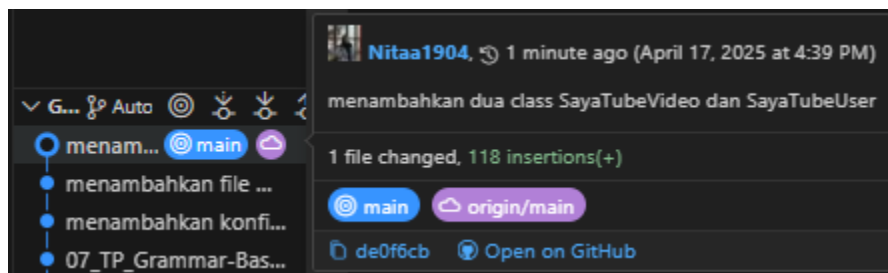 Nitaa1904, 1 minute ago (April 17, 2025 at 4:39 PM)
menambahkan dua class SayaTubeVideo dan SayaTubeUser
1 file changed, 118 insertions(+)
main origin/main
de0f6cb Open on GitHub
G... Auto
menam... main
menambahkan file ...
menambahkan konfi...
07_TP_Grammar-Bas...